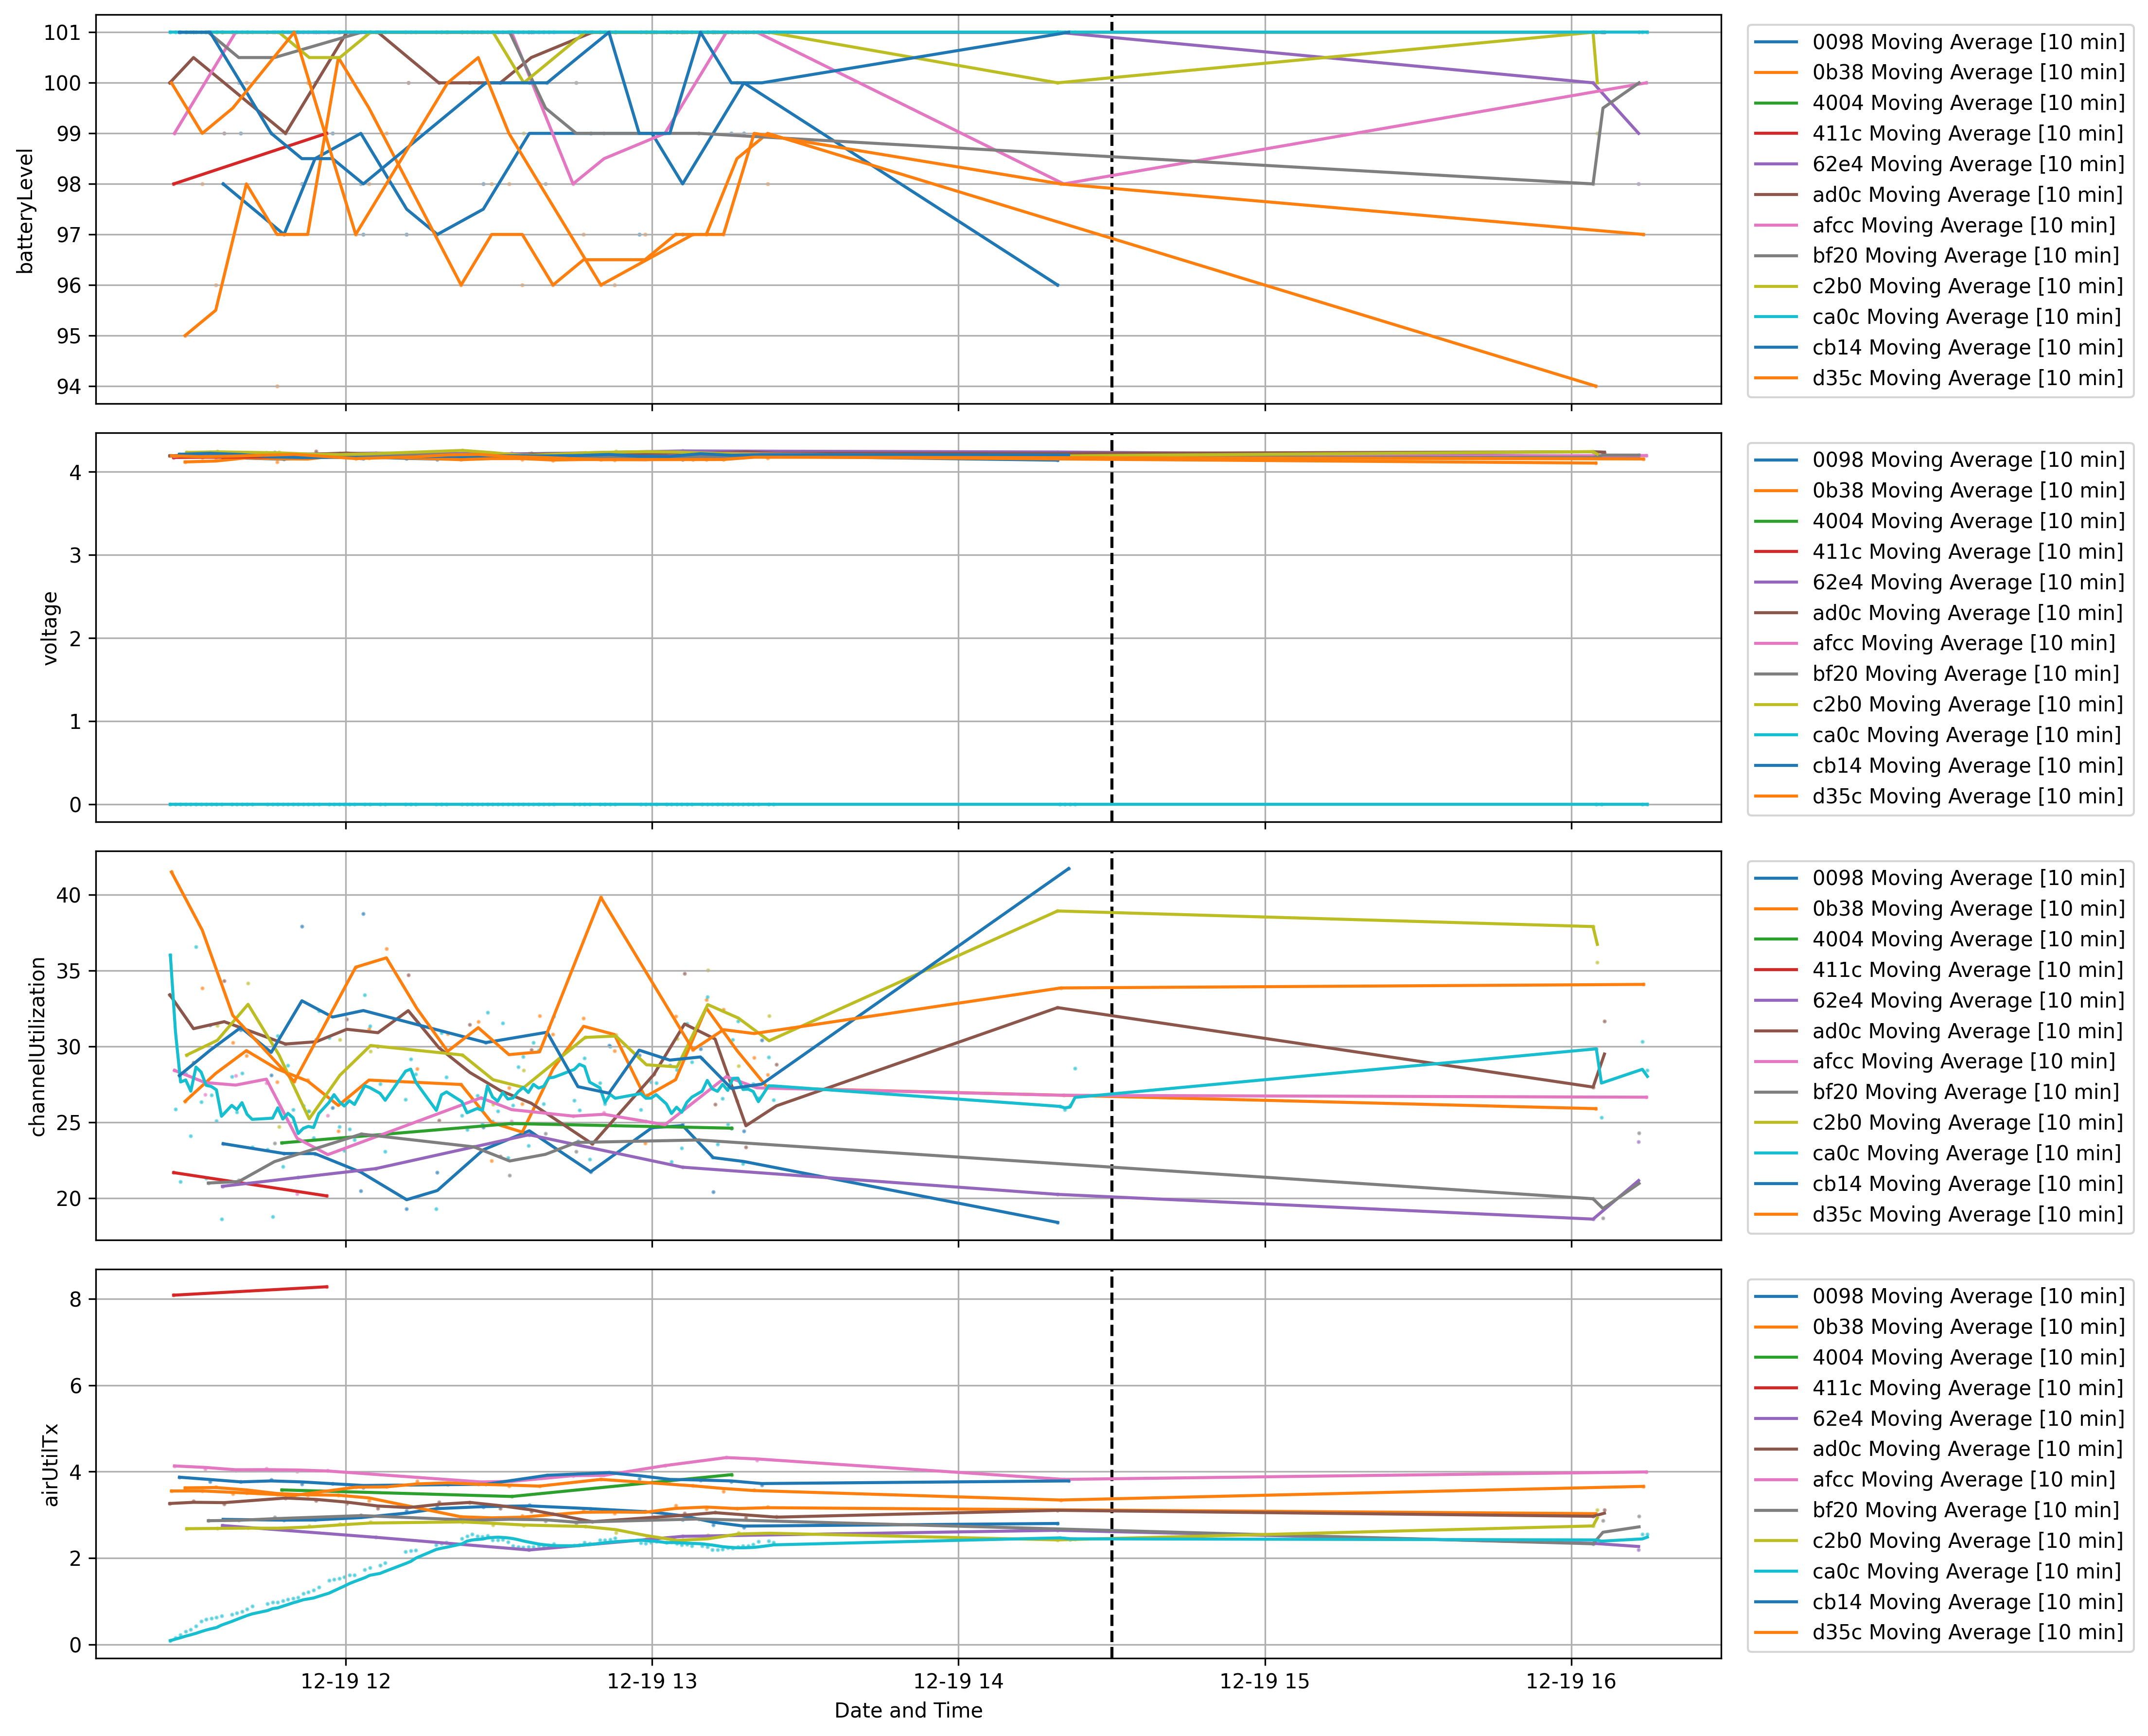 101
100
99
98
97
96
95
94
batteryLevel
0098 Moving Average [10 min]
0b38 Moving Average [10 min]
4004 Moving Average [10 min]
411c Moving Average [10 min]
62e4 Moving Average [10 min]
ad0c Moving Average [10 min]
afcc Moving Average [10 min]
bf20 Moving Average [10 min]
c2b0 Moving Average [10 min]
ca0c Moving Average [10 min]
cb14 Moving Average [10 min]
d35c Moving Average [10 min]
4
3
2
1
0
voltage
0098 Moving Average [10 min]
0b38 Moving Average [10 min]
4004 Moving Average [10 min]
411c Moving Average [10 min]
62e4 Moving Average [10 min]
ad0c Moving Average [10 min]
afcc Moving Average [10 min]
bf20 Moving Average [10 min]
c2b0 Moving Average [10 min]
ca0c Moving Average [10 min]
cb14 Moving Average [10 min]
d35c Moving Average [10 min]
40
35
30
25
20
channelUtilization
0098 Moving Average [10 min]
0b38 Moving Average [10 min]
4004 Moving Average [10 min]
411c Moving Average [10 min]
62e4 Moving Average [10 min]
ad0c Moving Average [10 min]
afcc Moving Average [10 min]
bf20 Moving Average [10 min]
c2b0 Moving Average [10 min]
ca0c Moving Average [10 min]
cb14 Moving Average [10 min]
d35c Moving Average [10 min]
8
6
4
2
0
airUtilTx
0098 Moving Average [10 min]
0b38 Moving Average [10 min]
4004 Moving Average [10 min]
411c Moving Average [10 min]
62e4 Moving Average [10 min]
ad0c Moving Average [10 min]
afcc Moving Average [10 min]
bf20 Moving Average [10 min]
c2b0 Moving Average [10 min]
ca0c Moving Average [10 min]
cb14 Moving Average [10 min]
d35c Moving Average [10 min]
12-19 12
12-19 13
12-19 14
12-19 15
12-19 16
Date and Time